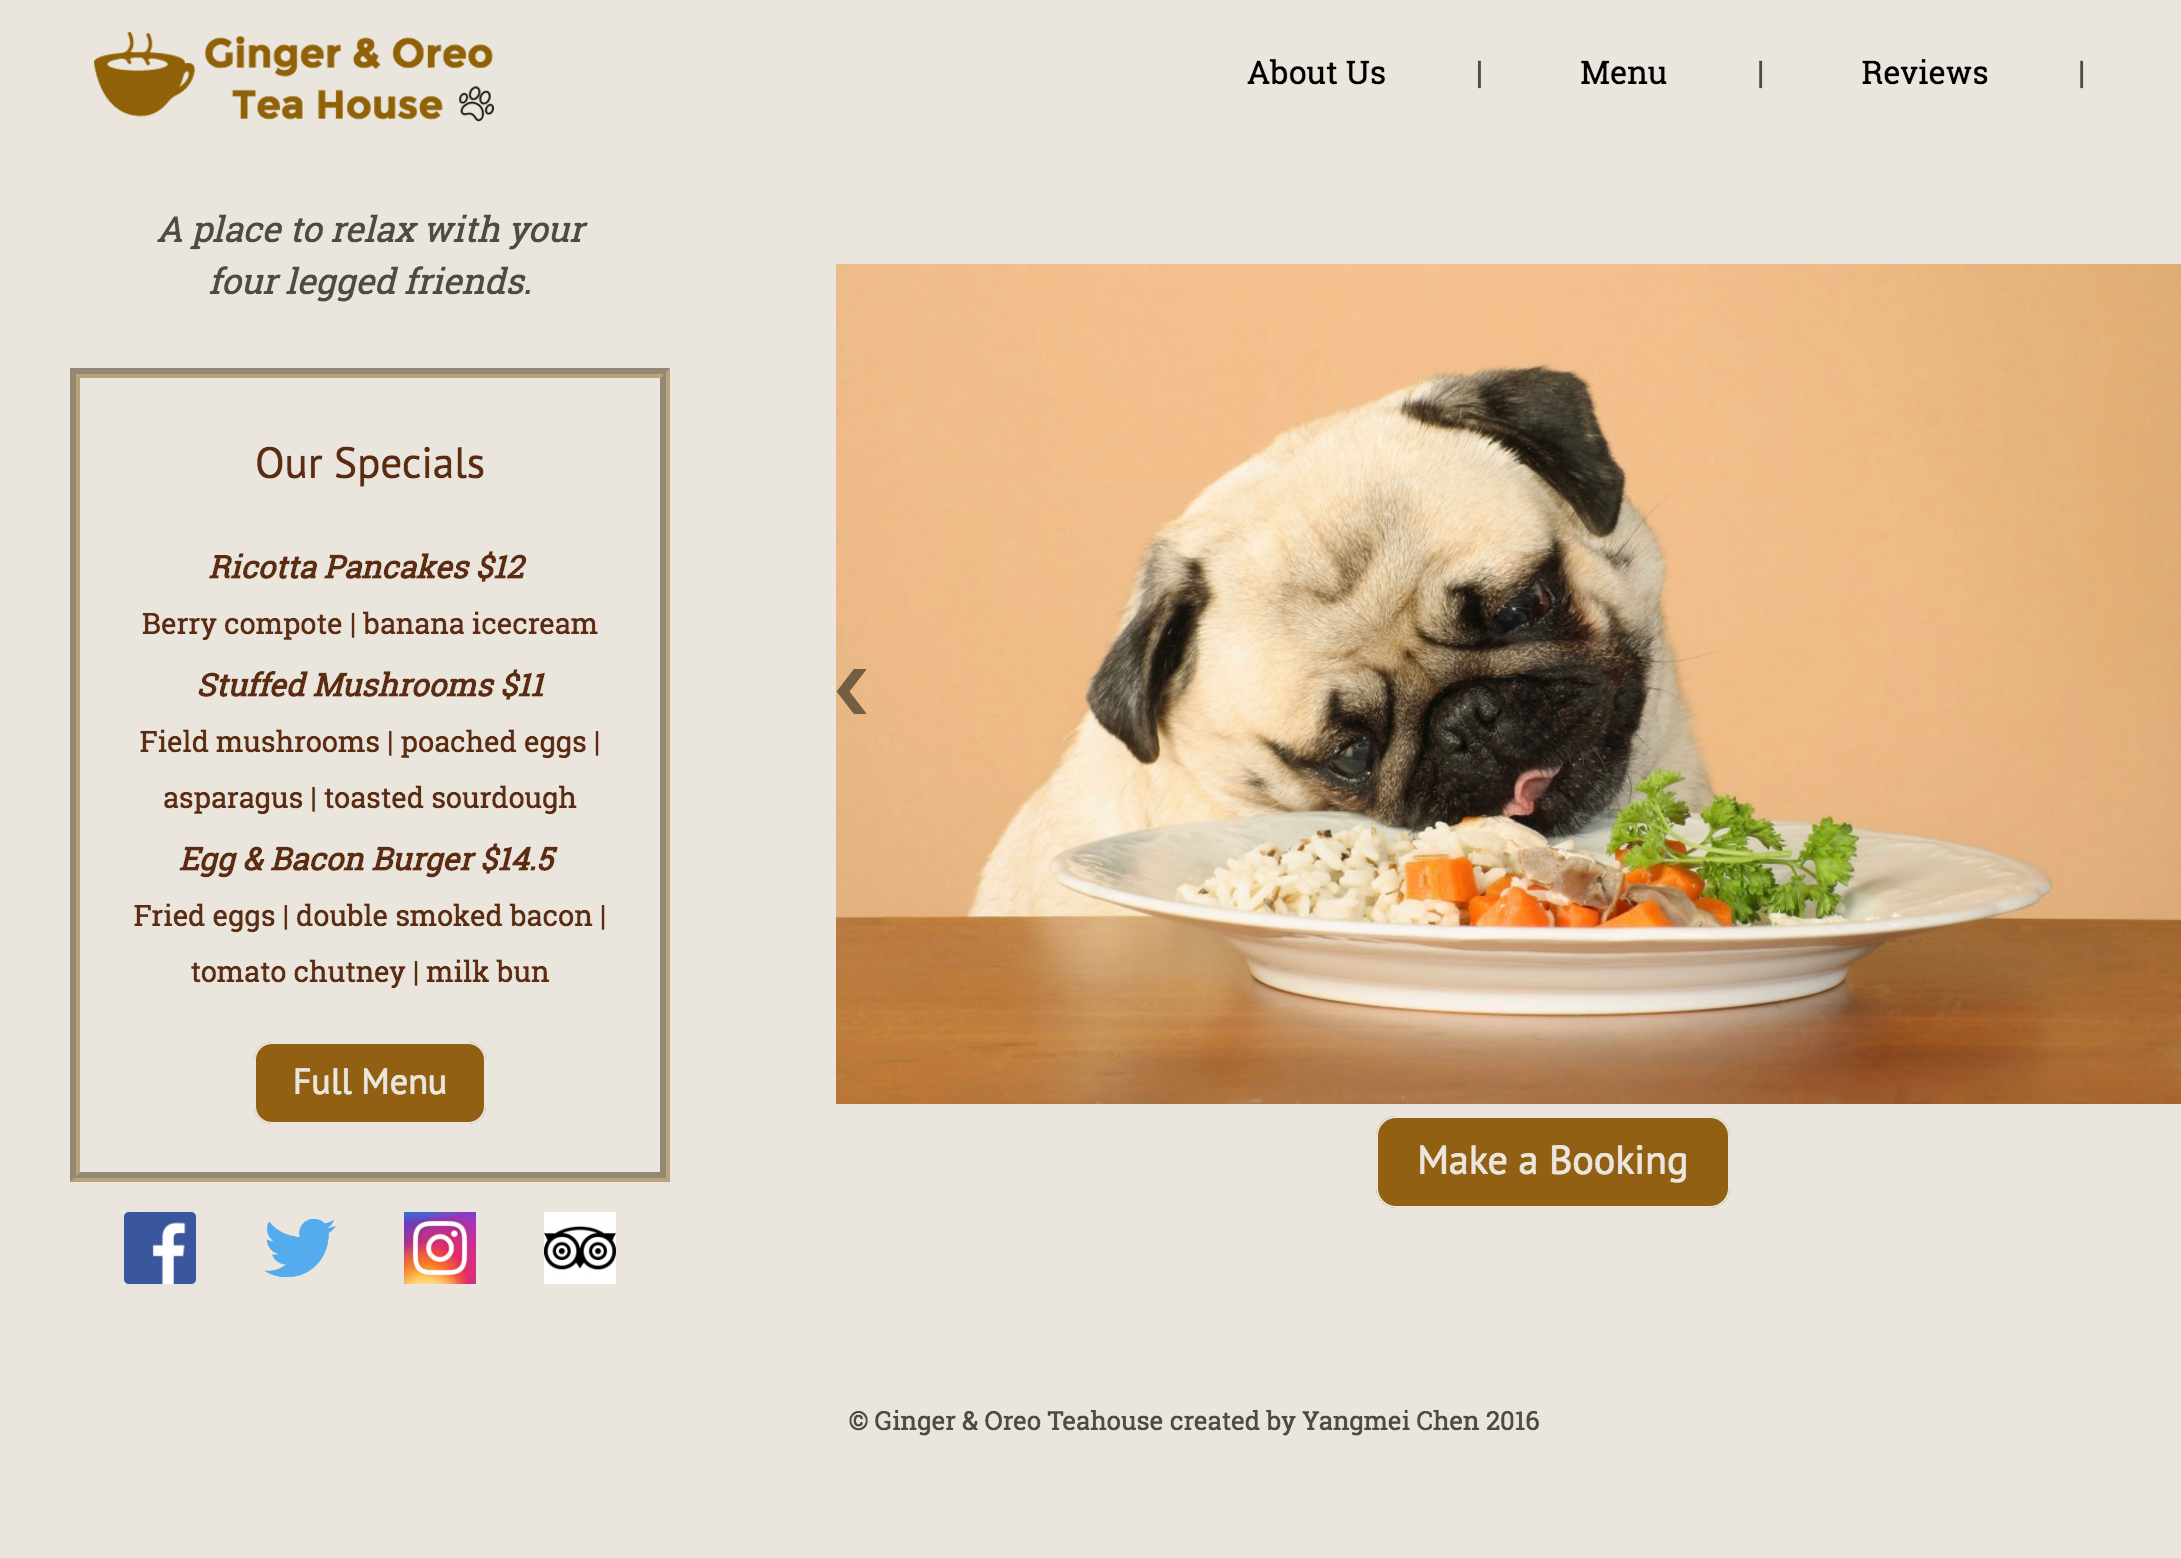 Ginger & Oreo
Tea House
About Us | Menu | Reviews |
A place to relax with your
four legged friends.
Our Specials
Ricotta Pancakes $12
Berry compote | banana icecream
Stuffed Mushrooms $11
Field mushrooms | poached eggs |
asparagus | toasted sourdough
Egg & Bacon Burger $14.5
Fried eggs | double smoked bacon |
tomato chutney | milk bun
Full Menu
Make a Booking
© Ginger & Oreo Teahouse created by Yangmei Chen 2016